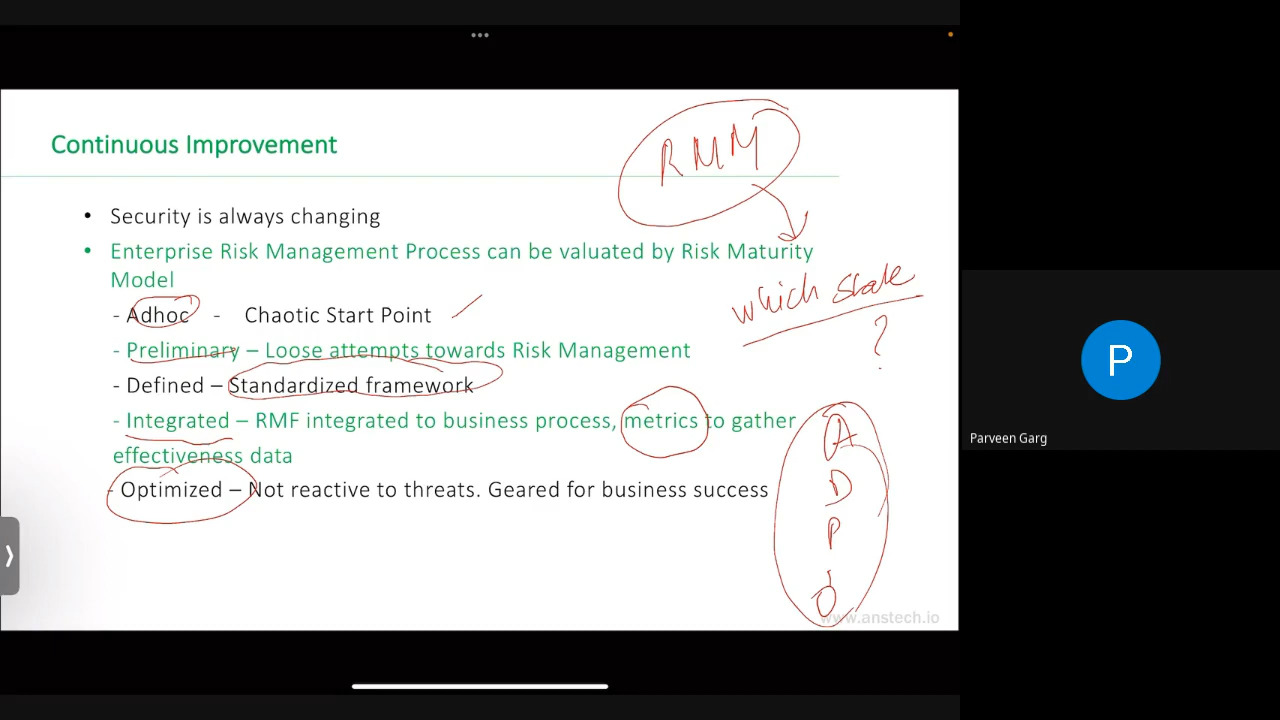 Continuous Improvement
RMM
• Security is always changing
• Enterprise Risk Management Process can be valuated by Risk Maturity
Model
which state
?
- Adhoc - Chaotic Start Point
- Preliminary – Loose attempts towards Risk Management
- Defined – Standardized framework
- Integrated – RMF integrated to business process, metrics to gather
effectiveness data
- Optimized – Not reactive to threats. Geared for business success
A
D
P
I
O
www.anstech.io
P
Parveen Garg